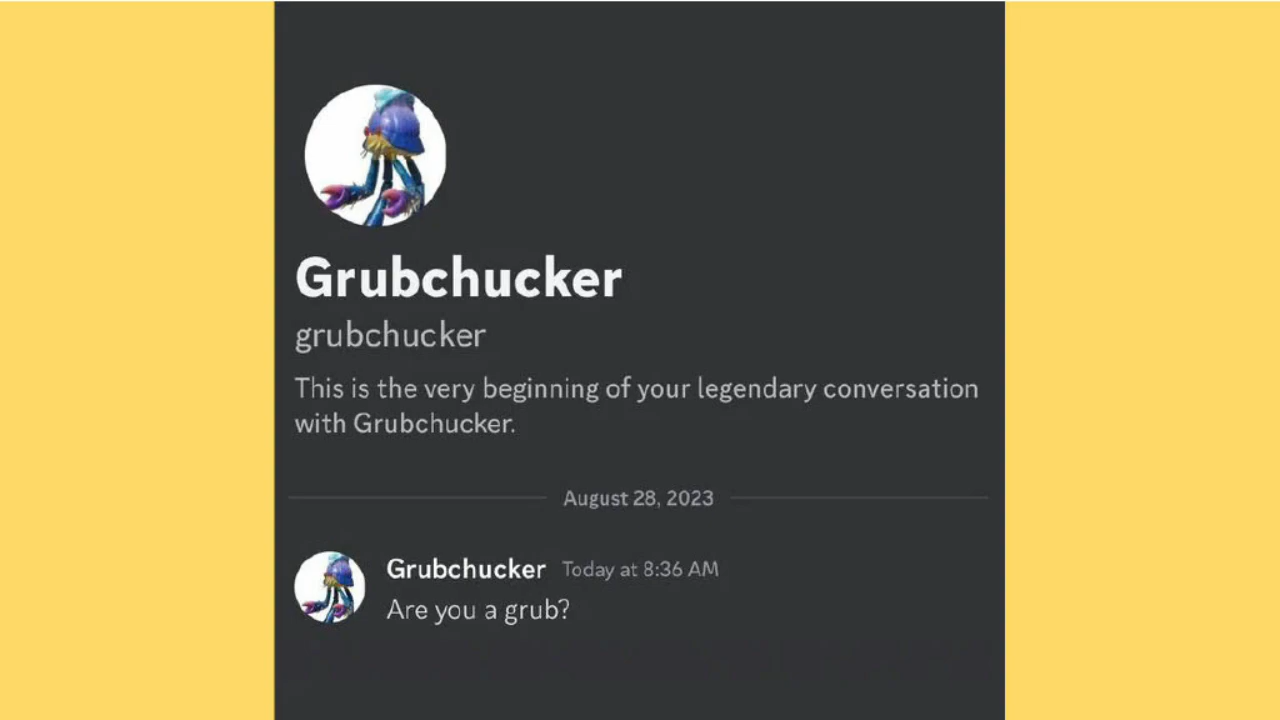 Grubchucker
grubchucker
This is the very beginning of your legendary conversation
with Grubchucker.
August 28, 2023
Grubchucker Today at 8:36 AM
Are you a grub?